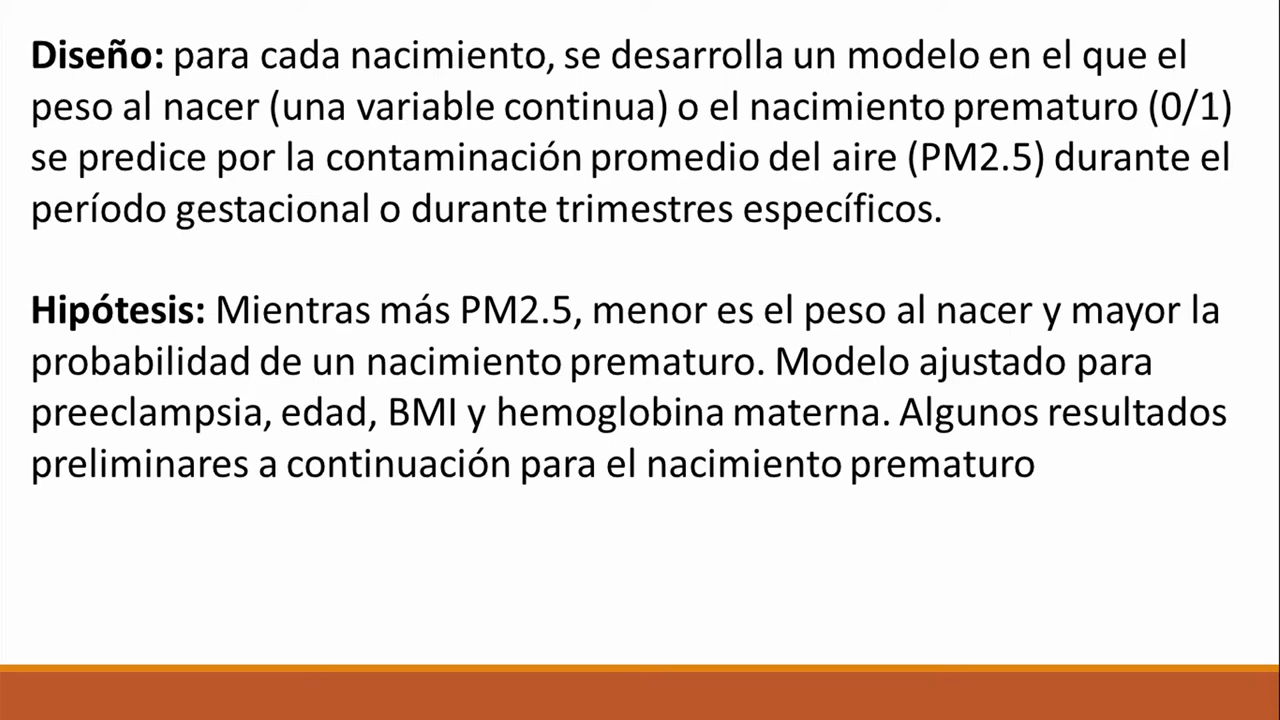 Diseño: para cada nacimiento, se desarrolla un modelo en el que el
peso al nacer (una variable continua) o el nacimiento prematuro (0/1)
se predice por la contaminación promedio del aire (PM2.5) durante el
período gestacional o durante trimestres específicos.
Hipótesis: Mientras más PM2.5, menor es el peso al nacer y mayor la
probabilidad de un nacimiento prematuro. Modelo ajustado para
preeclampsia, edad, BMI y hemoglobina materna. Algunos resultados
preliminares a continuación para el nacimiento prematuro